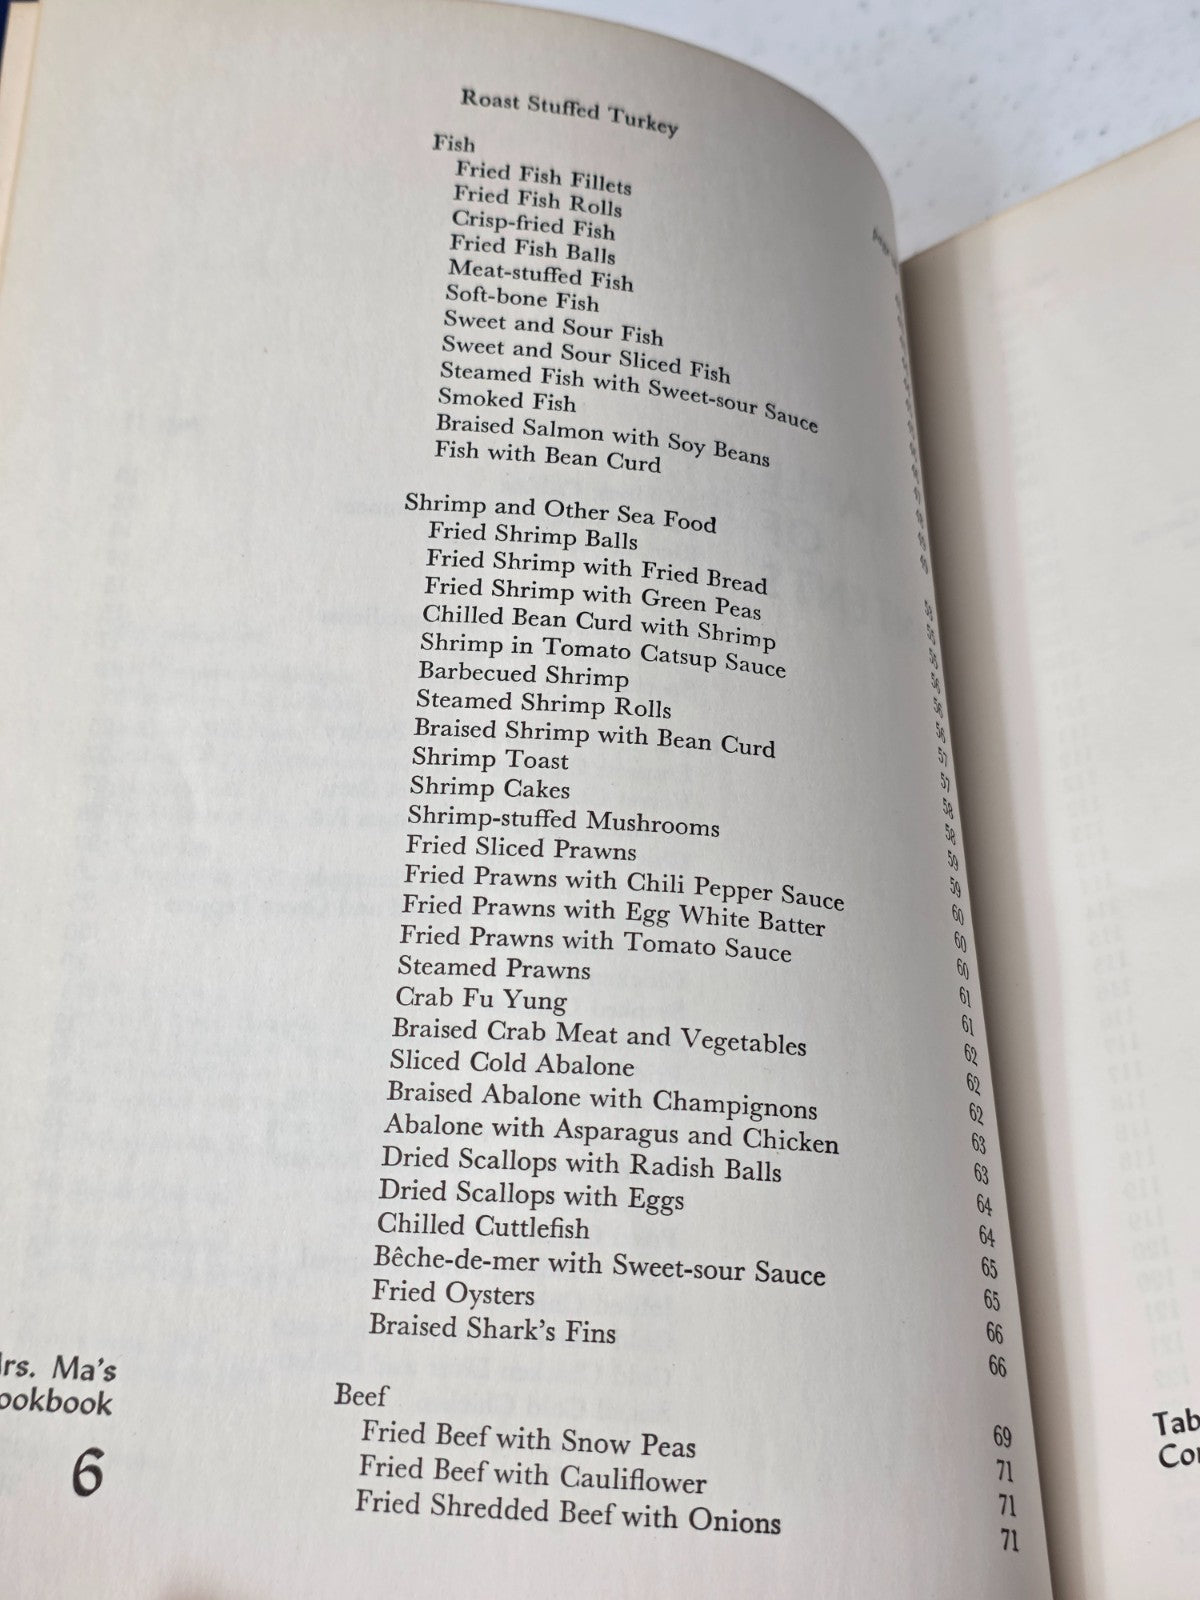 Roast Stuffed Turkey
Fish
Fried Fish Fillets
Fried Fish Rolls
Crisp-fried Fish
Fried Fish Balls
Meat-stuffed Fish
Soft-bone Fish
Sweet and Sour Fish
Sweet and Sour Sliced Fish
Steamed Fish with Sweet-sour Sauce
Smoked Fish
Braised Salmon with Soy Beans
Fish with Bean Curd
Shrimp and Other Sea Food
Fried Shrimp Balls 55
Fried Shrimp with Fried Bread 55
Fried Shrimp with Green Peas 56
Chilled Bean Curd with Shrimp 56
Shrimp in Tomato Catsup Sauce 56
Barbecued Shrimp 57
Steamed Shrimp Rolls 57
Braised Shrimp with Bean Curd 58
Shrimp Toast 58
Shrimp Cakes 59
Shrimp-stuffed Mushrooms 59
Fried Sliced Prawns 60
Fried Prawns with Chili Pepper Sauce 60
Fried Prawns with Egg White Batter 60
Fried Prawns with Tomato Sauce 61
Steamed Prawns 61
Crab Fu Yung 62
Braised Crab Meat and Vegetables 62
Sliced Cold Abalone 62
Braised Abalone with Champignons 63
Abalone with Asparagus and Chicken 63
Dried Scallops with Radish Balls 64
Dried Scallops with Eggs 64
Chilled Cuttlefish 65
Bêche-de-mer with Sweet-sour Sauce 65
Fried Oysters 66
Braised Shark's Fins 66
Beef 69
Fried Beef with Snow Peas 71
Fried Beef with Cauliflower 71
Fried Shredded Beef with Onions 71
rs. Ma's
ookbook
6
Tab
Co